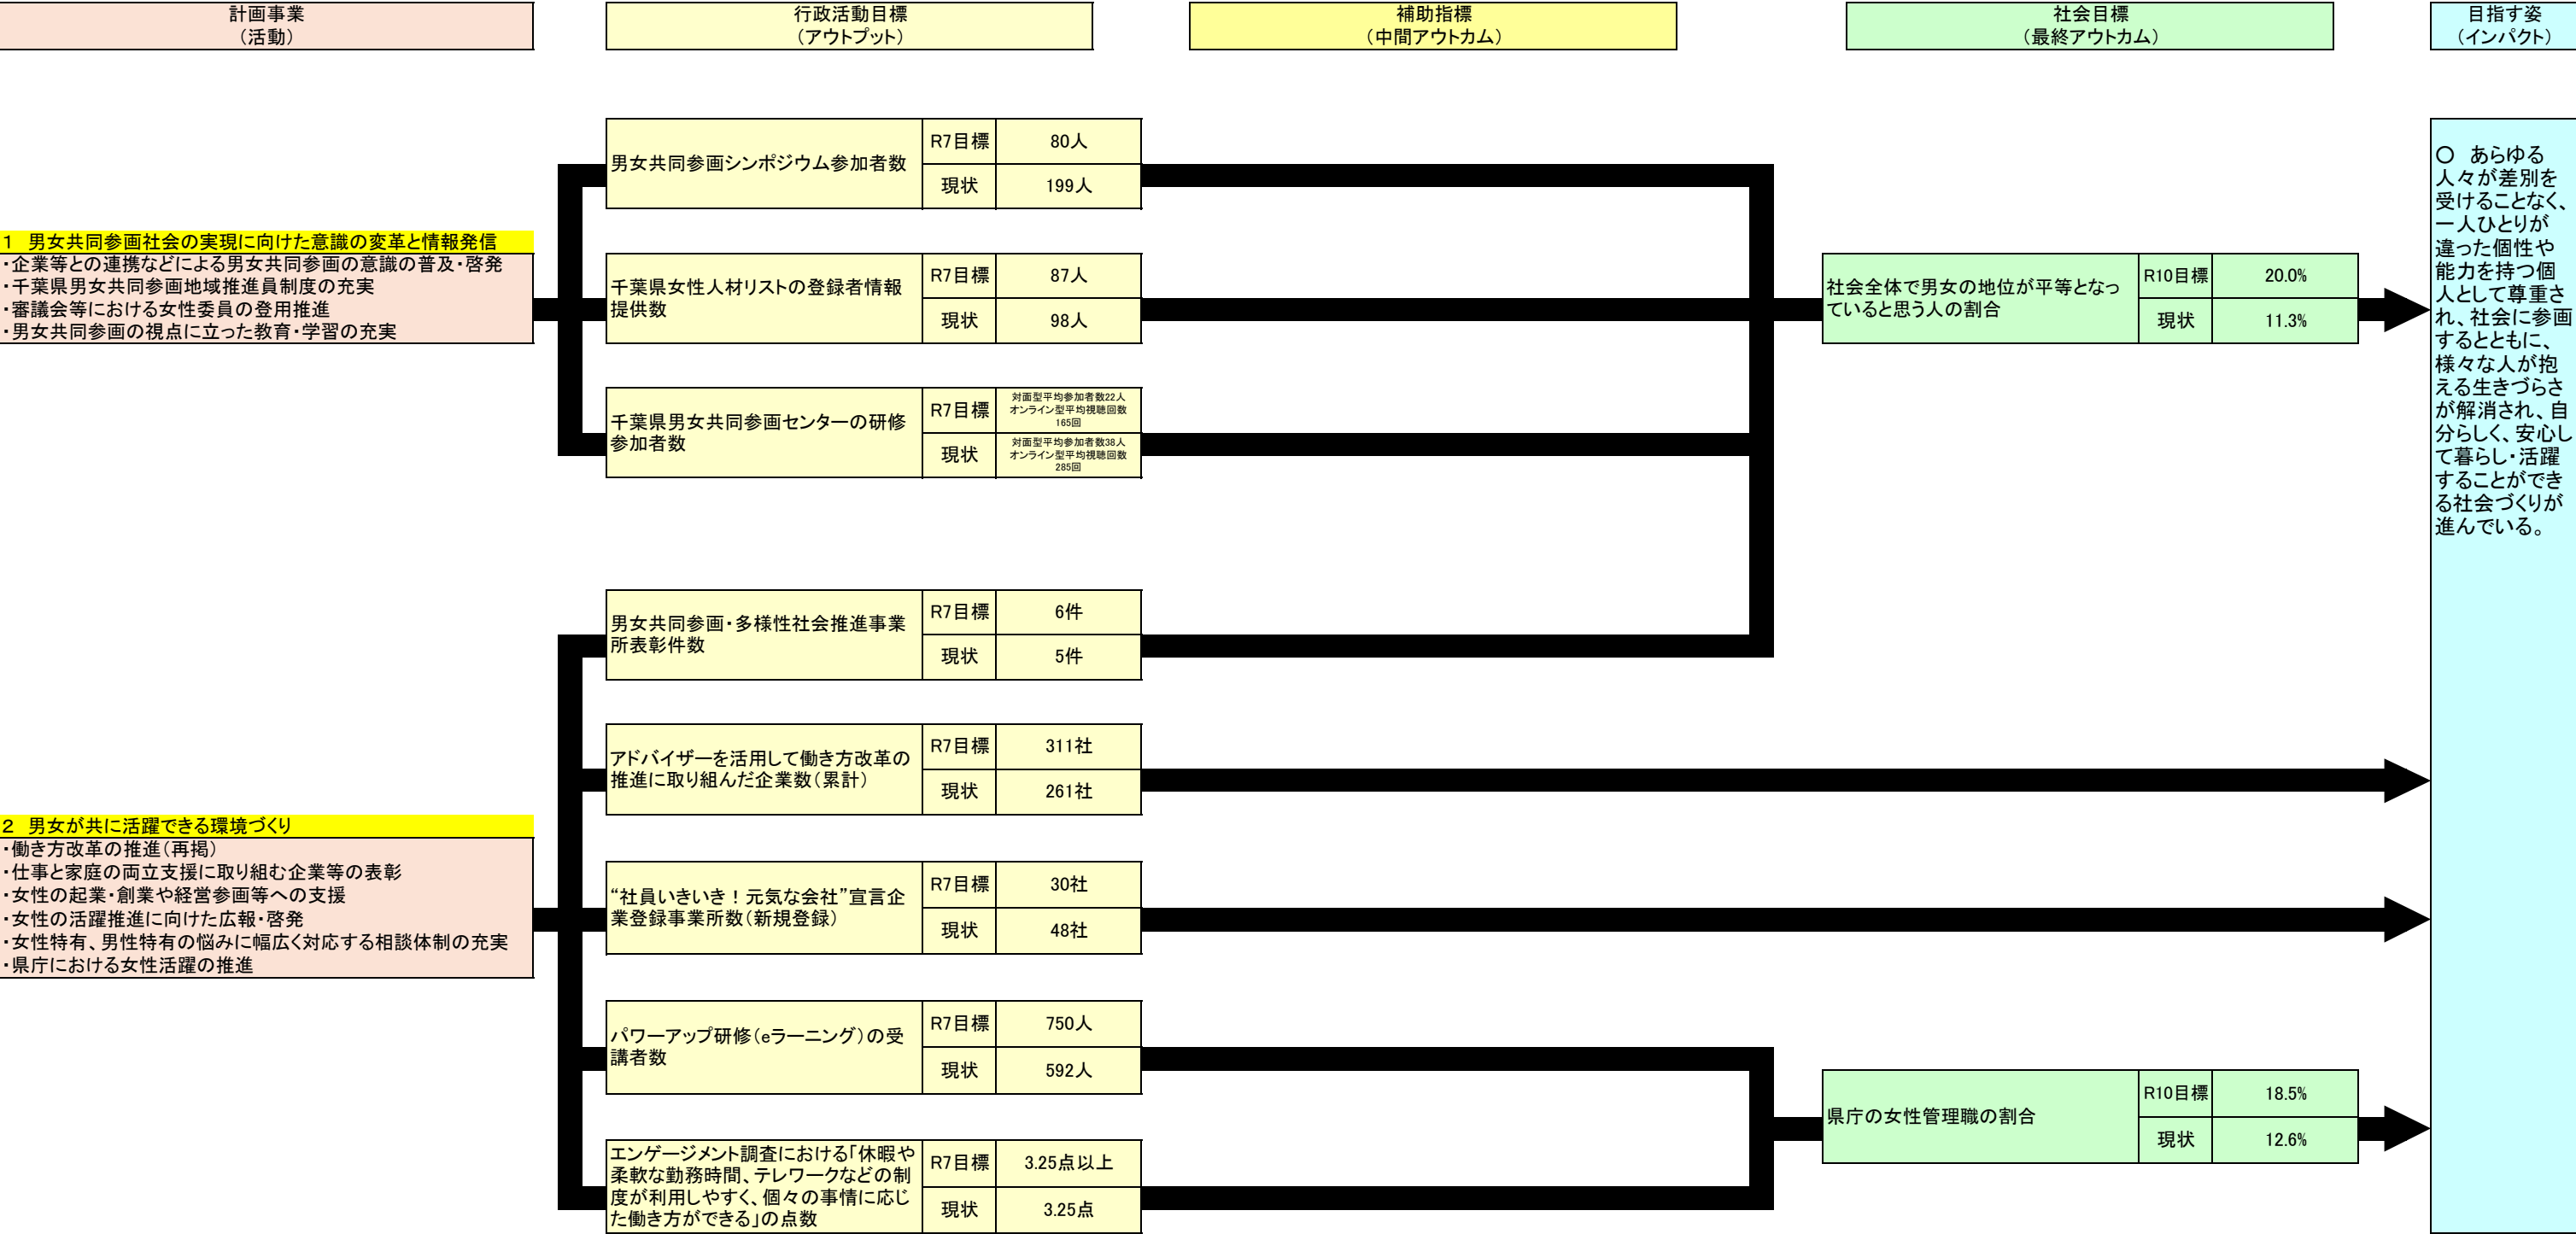 計画事業
(活動)
行政活動目標
(アウトプット)
補助指標
(中間アウトカム)
社会目標
(最終アウトカム)
目指す姿
(インパクト)
1 男女共同参画社会の実現に向けた意識の変革と情報発信
・企業等との連携などによる男女共同参画の意識の普及・啓発
・千葉県男女共同参画地域推進員制度の充実
・審議会等における女性委員の登用推進
・男女共同参画の視点に立った教育・学習の充実
男女共同参画シンポジウム参加者数
R7目標
80人
現状
199人
千葉県女性人材リストの登録者情報
提供数
R7目標
87人
現状
98人
千葉県男女共同参画センターの研修
参加者数
R7目標
対面型平均参加者数22人
オンライン型平均視聴回数
165回
現状
対面型平均参加者数38人
オンライン型平均視聴回数
285回
社会全体で男女の地位が平等となっ
ていると思う人の割合
R10目標
20.0%
現状
11.3%
○ あらゆる
人々が差別を
受けることなく、
一人ひとりが
違った個性や
能力を持つ個
人として尊重さ
れ、社会に参画
するとともに、
様々な人が抱
える生きづらさ
が解消され、自
分らしく、安心し
て暮らし・活躍
することができ
る社会づくりが
進んでいる。
2 男女が共に活躍できる環境づくり
・働き方改革の推進(再掲)
・仕事と家庭の両立支援に取り組む企業等の表彰
・女性の起業・創業や経営参画等への支援
・女性の活躍推進に向けた広報・啓発
・女性特有、男性特有の悩みに幅広く対応する相談体制の充実
・県庁における女性活躍の推進
男女共同参画・多様性社会推進事業
所表彰件数
R7目標
6件
現状
5件
アドバイザーを活用して働き方改革の
推進に取り組んだ企業数(累計)
R7目標
311社
現状
261社
“社員いきいき！元気な会社”宣言企
業登録事業所数(新規登録)
R7目標
30社
現状
48社
パワーアップ研修(eラーニング)の受
講者数
R7目標
750人
現状
592人
エンゲージメント調査における「休暇や
柔軟な勤務時間、テレワークなどの制
度が利用しやすく、個々の事情に応じ
た働き方ができる」の点数
R7目標
3.25点以上
現状
3.25点
県庁の女性管理職の割合
R10目標
18.5%
現状
12.6%